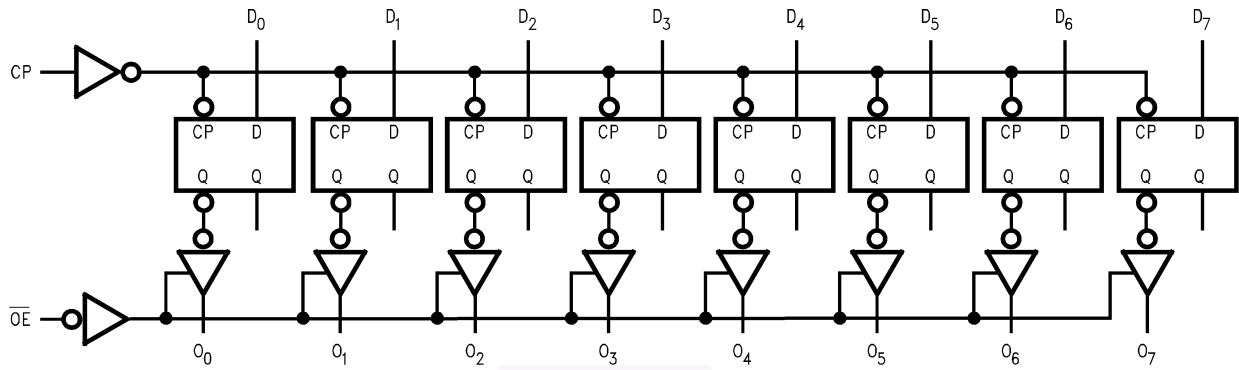 D0 D1 D2 D3 D4 D5 D6 D7
CP
CP D CP D CP D CP D CP D CP D CP D CP D
Q Q Q Q Q Q Q Q Q Q Q Q Q Q Q Q
O̅E̅
O0 O1 O2 O3 O4 O5 O6 O7